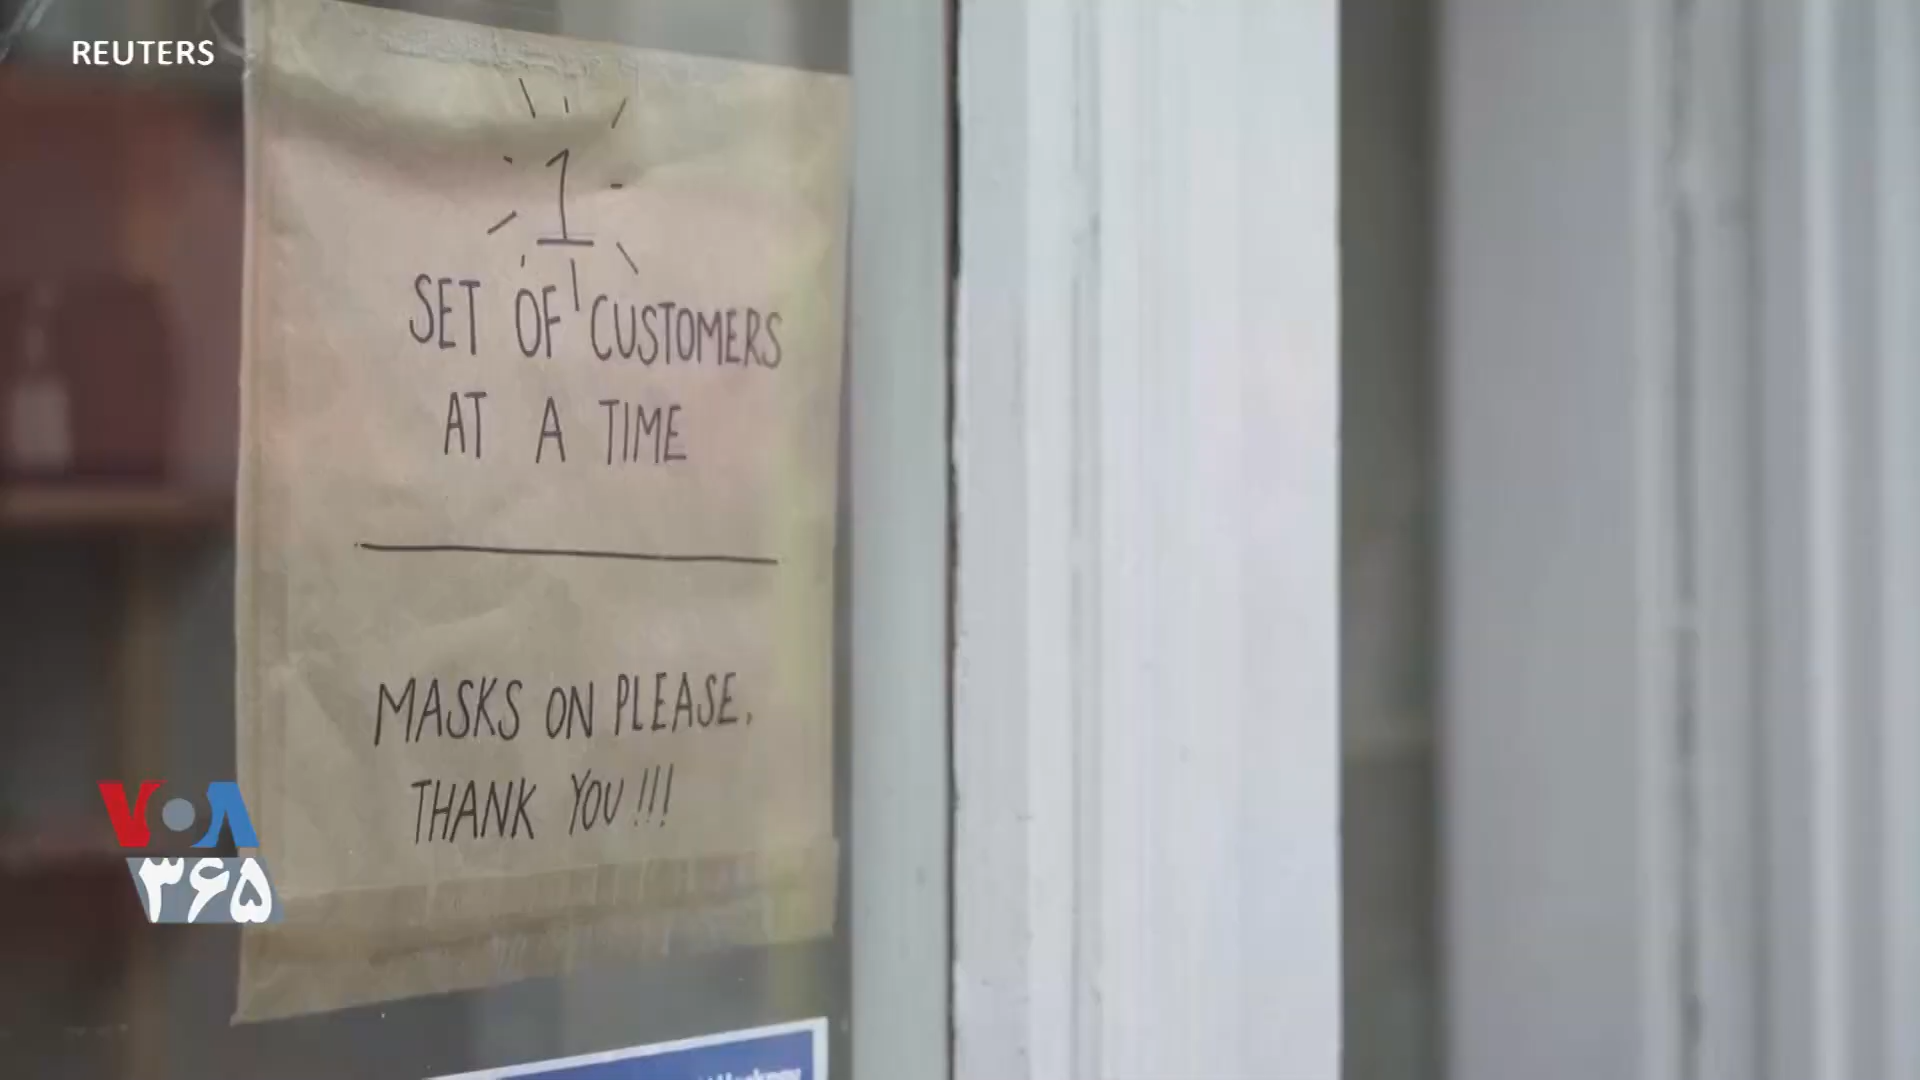 REUTERS
1
SET OF CUSTOMERS
AT A TIME
MASKS ON PLEASE,
THANK YOU!!!
VOA
۳۶۵